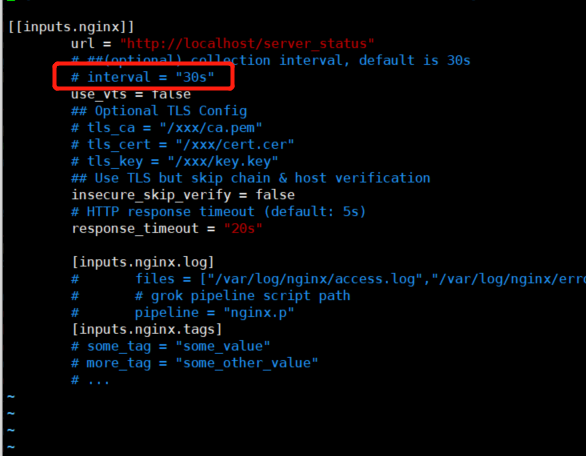 [[inputs.nginx]]
url = "http://localhost/server_status"
# ##(optional) collection interval, default is 30s
# interval = "30s"
use_vts = false
## Optional TLS Config
# tls_ca = "/xxx/ca.pem"
# tls_cert = "/xxx/cert.cer"
# tls_key = "/xxx/key.key"
## Use TLS but skip chain & host verification
insecure_skip_verify = false
# HTTP response timeout (default: 5s)
response_timeout = "20s"
[inputs.nginx.log]
# files = ["/var/log/nginx/access.log","/var/log/nginx/erro
# # grok pipeline script path
# pipeline = "nginx.p"
[inputs.nginx.tags]
# some_tag = "some_value"
# more_tag = "some_other_value"
# ...
~
~
~
~